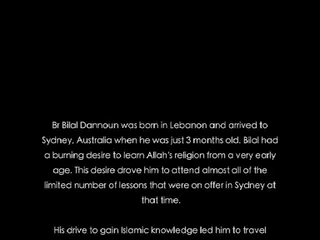 Br Bilal Dannoun was born in Lebanon and arrived to
Sydney, Australia when he was just 3 months old. Bilal had
a burning desire to learn Allah's religion from a very early
age. This desire drove him to attend almost all of the
limited number of lessons that were on offer in Sydney at
that time.
His drive to gain Islamic knowledge led him to travel